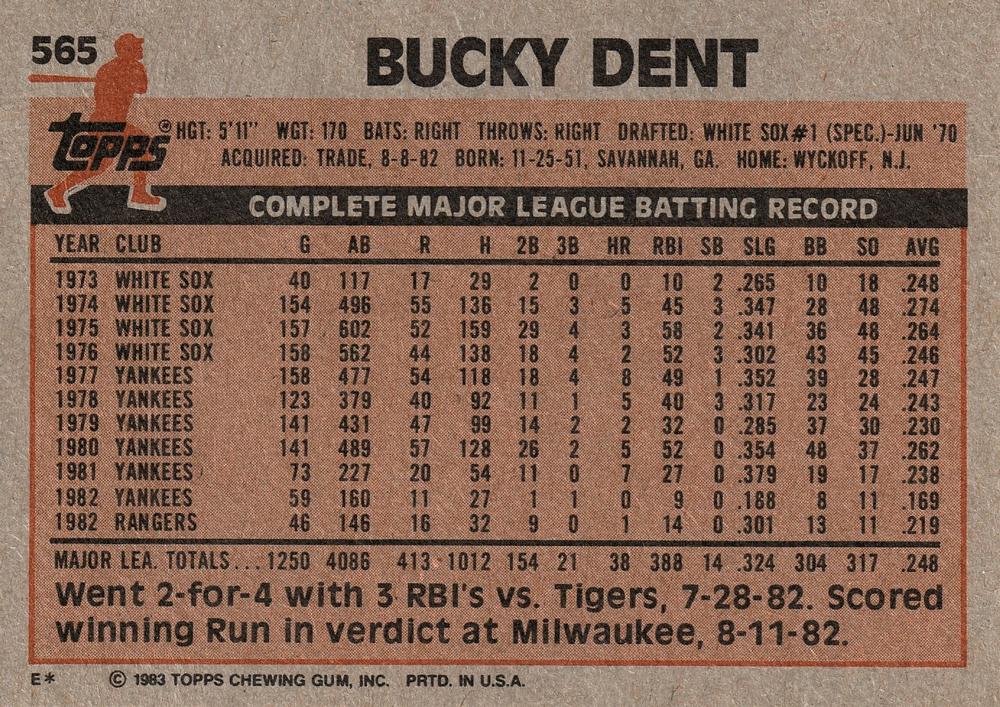 565
BUCKY DENT
topps
® HGT: 5'11" WGT: 170 BATS: RIGHT THROWS: RIGHT DRAFTED: WHITE SOX #1 (SPEC.)-JUN '70
ACQUIRED: TRADE, 8-8-82 BORN: 11-25-51, SAVANNAH, GA. HOME: WYCKOFF, N.J.
COMPLETE MAJOR LEAGUE BATTING RECORD
YEAR CLUB G AB R H 2B 3B HR RBI SB SLG BB SO AVG
1973 WHITE SOX 40 117 17 29 2 0 0 10 2 .265 10 18 .248
1974 WHITE SOX 154 496 55 136 15 3 5 45 3 .347 28 48 .274
1975 WHITE SOX 157 602 52 159 29 4 3 58 2 .341 36 48 .264
1976 WHITE SOX 158 562 44 138 18 4 2 52 3 .302 43 45 .246
1977 YANKEES 158 477 54 118 18 4 8 49 1 .352 39 28 .247
1978 YANKEES 123 379 40 92 11 1 5 40 3 .317 23 24 .243
1979 YANKEES 141 431 47 99 14 2 2 32 0 .285 37 30 .230
1980 YANKEES 141 489 57 128 26 2 5 52 0 .354 48 37 .262
1981 YANKEES 73 227 20 54 11 0 7 27 0 .379 19 17 .238
1982 YANKEES 59 160 11 27 1 1 0 9 0 .188 8 11 .169
1982 RANGERS 46 146 16 32 9 0 1 14 0 .301 13 11 .219
MAJOR LEA. TOTALS... 1250 4086 413 1012 154 21 38 388 14 .324 304 317 .248
Went 2-for-4 with 3 RBI's vs. Tigers, 7-28-82. Scored
winning Run in verdict at Milwaukee, 8-11-82.
E* © 1983 TOPPS CHEWING GUM, INC. PRTD. IN U.S.A.